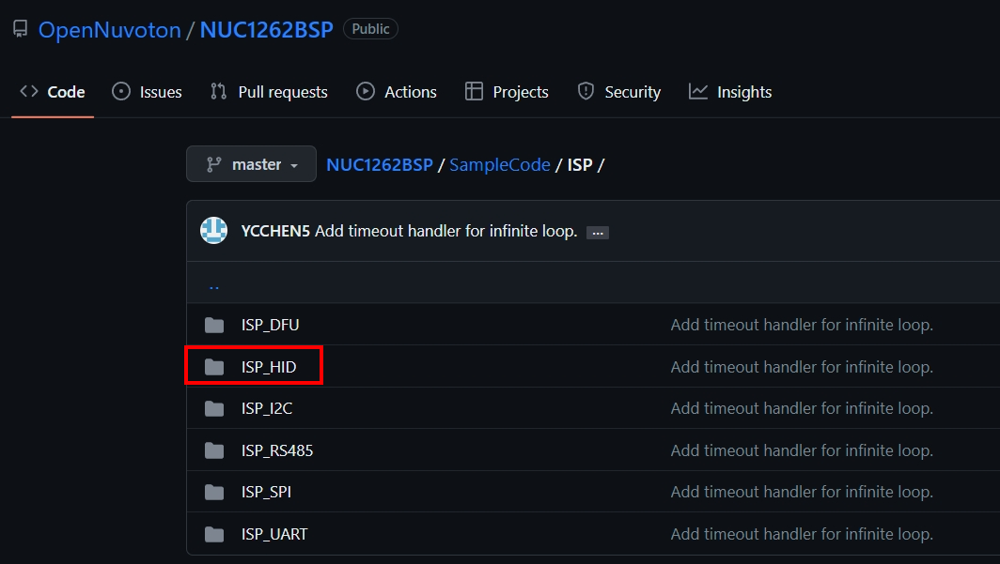 OpenNuvoton / NUC1262BSP Public
Code Issues Pull requests Actions Projects Security Insights
master NUC1262BSP / SampleCode / ISP /
YCCHEN5 Add timeout handler for infinite loop. ...
..
ISP_DFU Add timeout handler for infinite loop.
ISP_HID Add timeout handler for infinite loop.
ISP_I2C Add timeout handler for infinite loop.
ISP_RS485 Add timeout handler for infinite loop.
ISP_SPI Add timeout handler for infinite loop.
ISP_UART Add timeout handler for infinite loop.